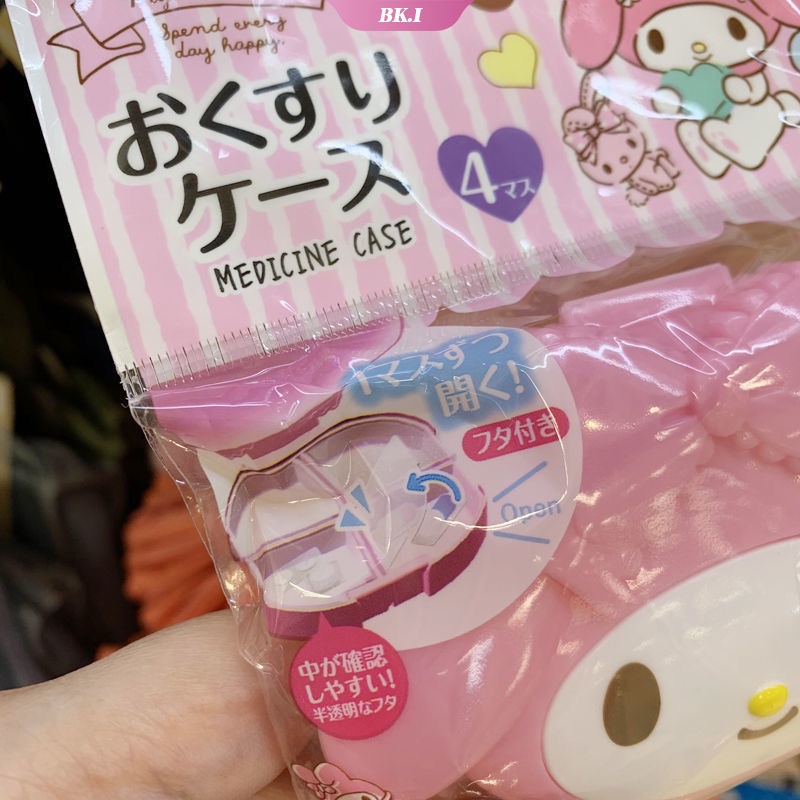 BK.I
Spend every
day happy.
おくすり
ケース
4マス
MEDICINE CASE
1マスずつ
開く!
フタ付き
Open
中が確認
しやすい!
半透明なフタ